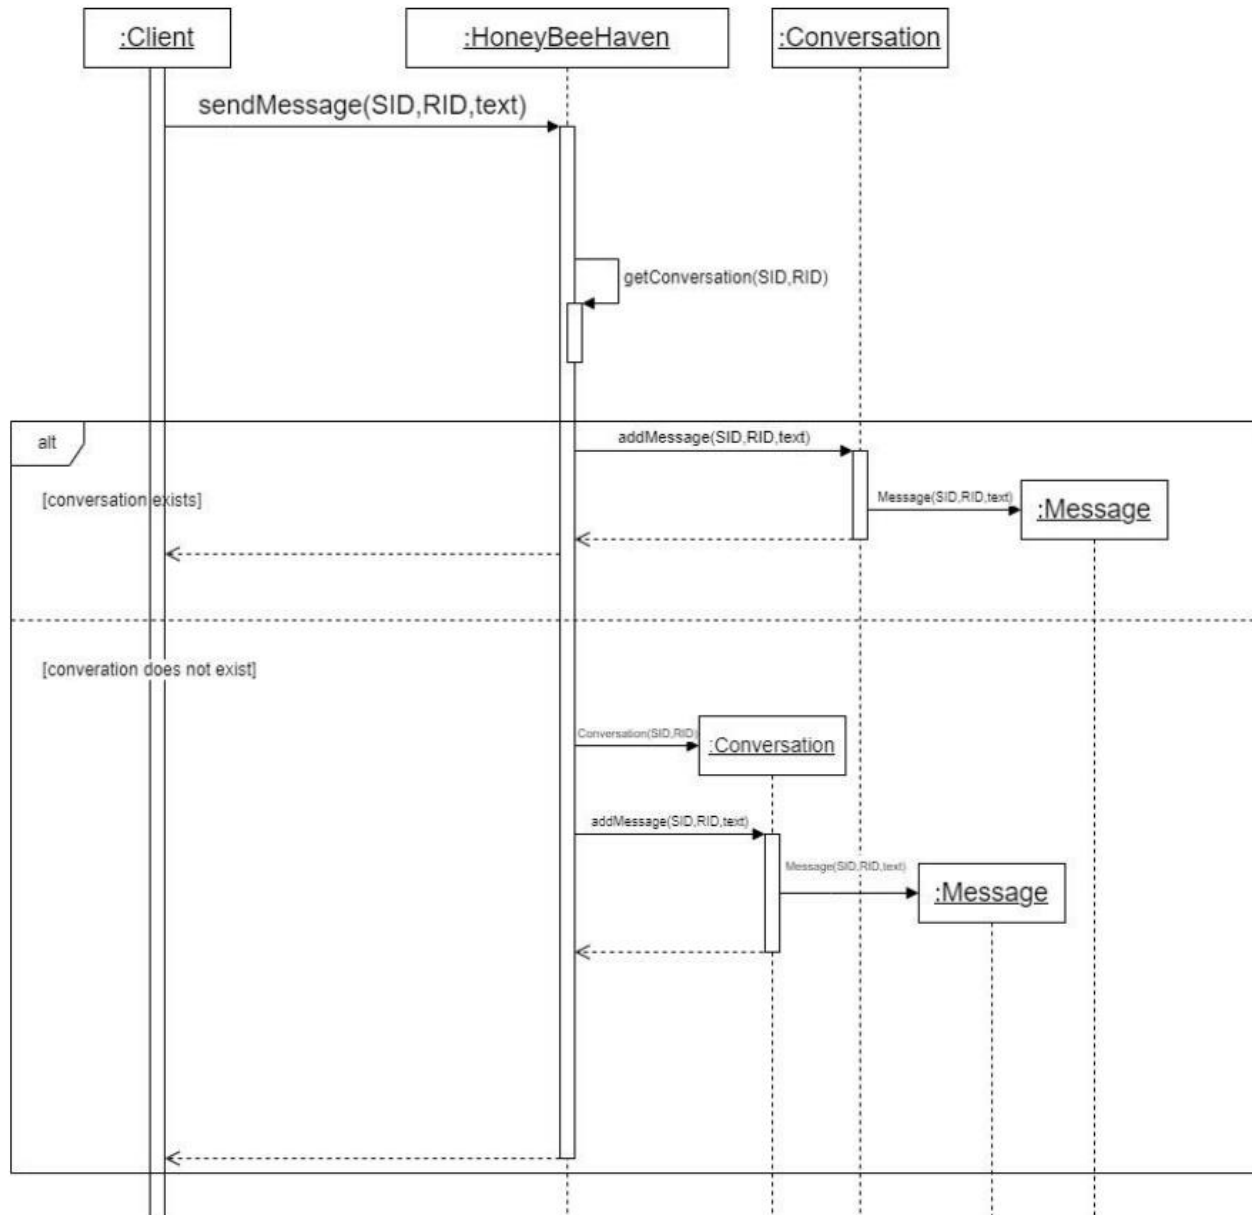 :Client
:HoneyBeeHaven
:Conversation
sendMessage(SID,RID,text)
getConversation(SID,RID)
alt
addMessage(SID,RID,text)
[conversation exists]
Message(SID,RID,text)
:Message
[converation does not exist]
Conversation(SID,RID)
:Conversation
addMessage(SID,RID,text)
Message(SID,RID,text)
:Message